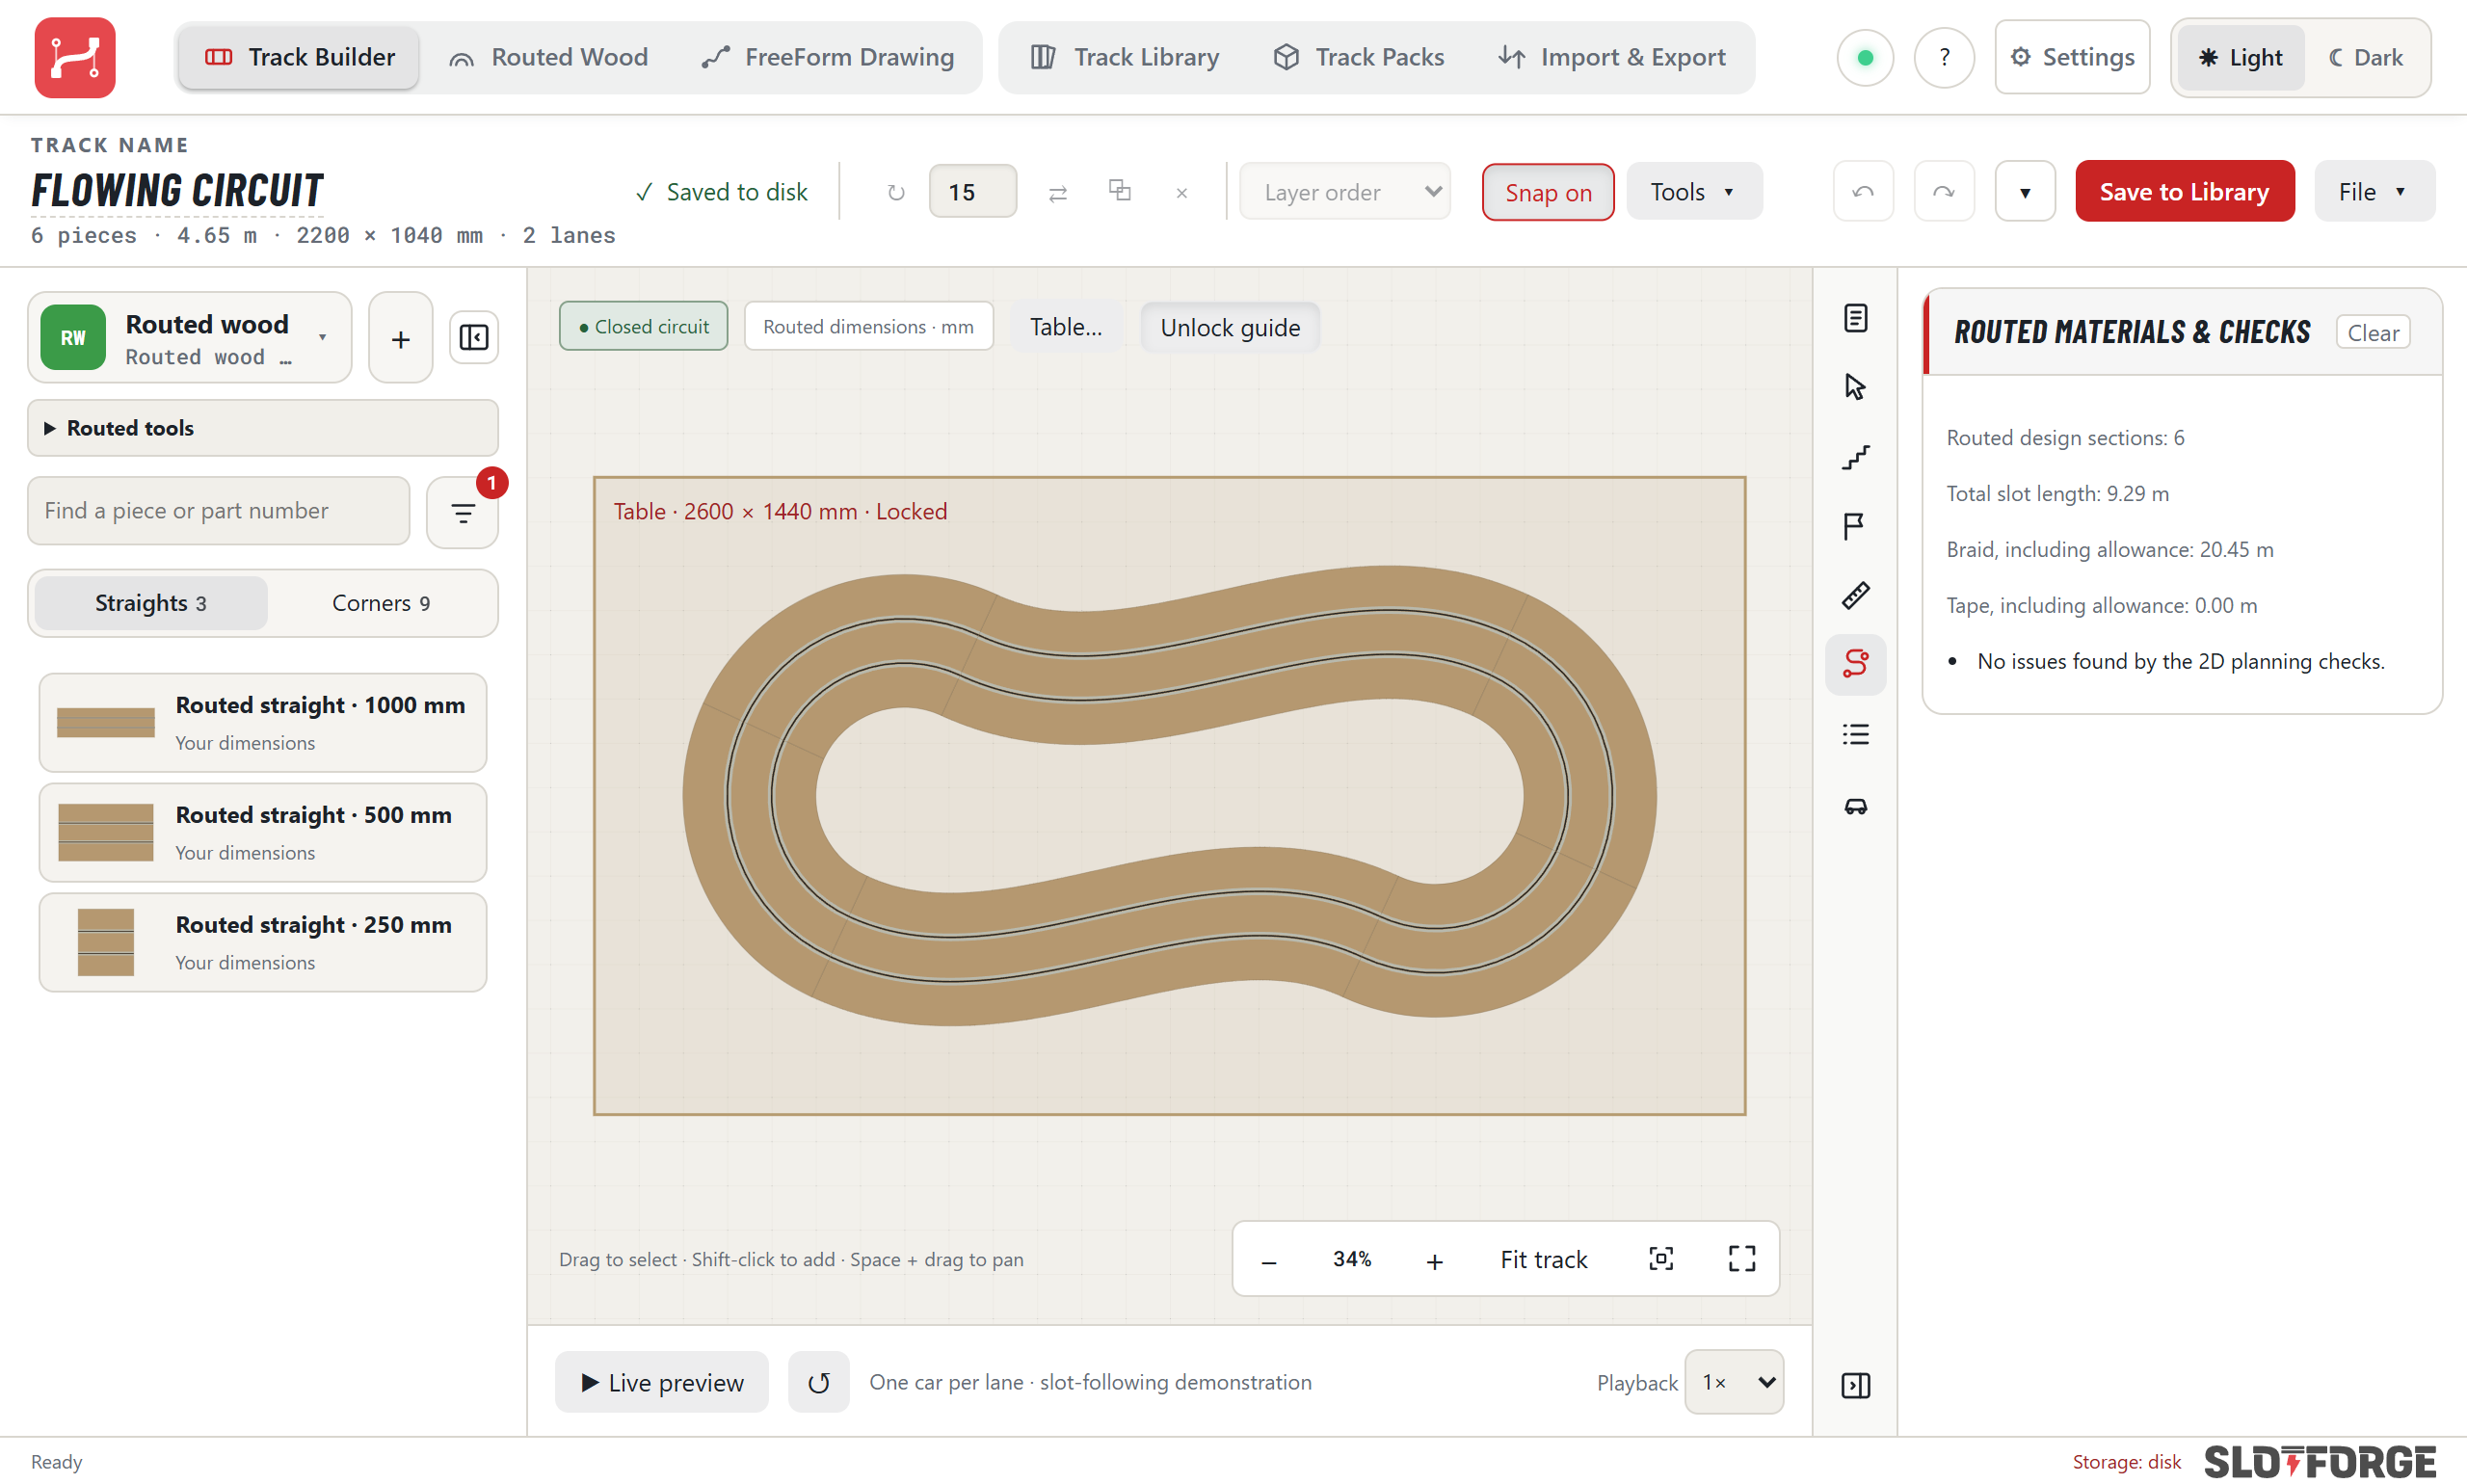 Track Builder
Routed Wood
FreeForm Drawing
Track Library
Track Packs
Import & Export
?
Settings
Light
Dark
TRACK NAME
FLOWING CIRCUIT
6 pieces · 4.65 m · 2200 × 1040 mm · 2 lanes
✓ Saved to disk
15
Layer order
Snap on
Tools
Save to Library
File
RW
Routed wood
Routed wood …
+
Routed tools
Find a piece or part number
1
Straights 3
Corners 9
Routed straight · 1000 mm
Your dimensions
Routed straight · 500 mm
Your dimensions
Routed straight · 250 mm
Your dimensions
Closed circuit
Routed dimensions · mm
Table...
Unlock guide
Table · 2600 × 1440 mm · Locked
Drag to select · Shift-click to add · Space + drag to pan
– 34% + Fit track
Live preview
One car per lane · slot-following demonstration
Playback
1×
ROUTED MATERIALS & CHECKS
Clear
Routed design sections: 6
Total slot length: 9.29 m
Braid, including allowance: 20.45 m
Tape, including allowance: 0.00 m
• No issues found by the 2D planning checks.
Ready
Storage: disk
SLOTFORGE